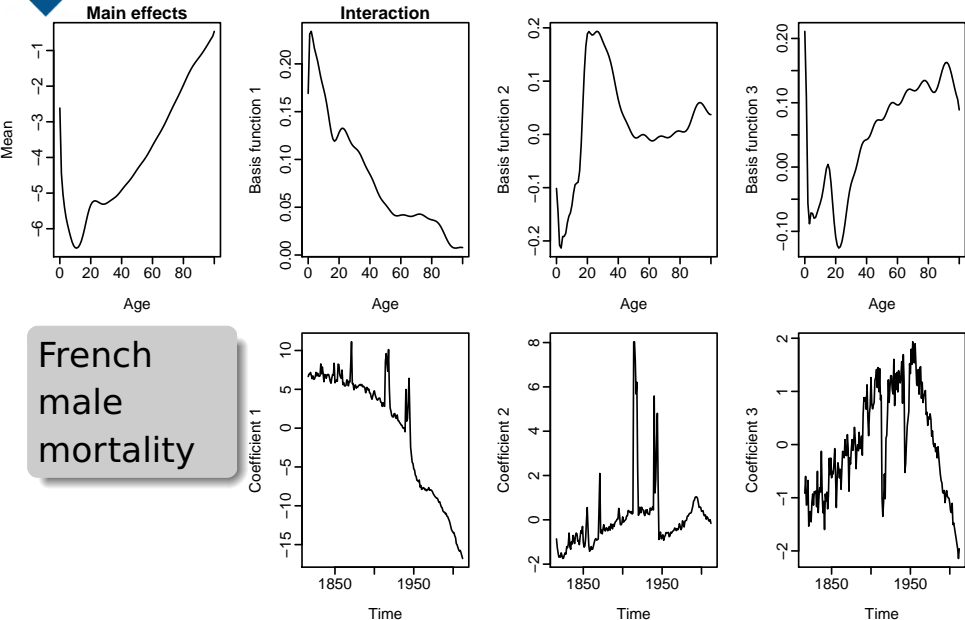 Main effects
Interaction
Mean
−1
−2
−3
−4
−5
−6
0 20 40 60 80
Age
Basis function 1
0.20
0.15
0.10
0.05
0.00
0 20 40 60 80
Age
Basis function 2
0.2
0.1
0.0
−0.1
−0.2
0 20 40 60 80
Age
Basis function 3
0.20
0.10
0.00
−0.10
0 20 40 60 80
Age
French
male
mortality
Coefficient 1
10
5
0
−5
−10
−15
1850 1950
Time
Coefficient 2
8
6
4
2
0
−2
1850 1950
Time
Coefficient 3
2
1
0
−1
−2
1850 1950
Time